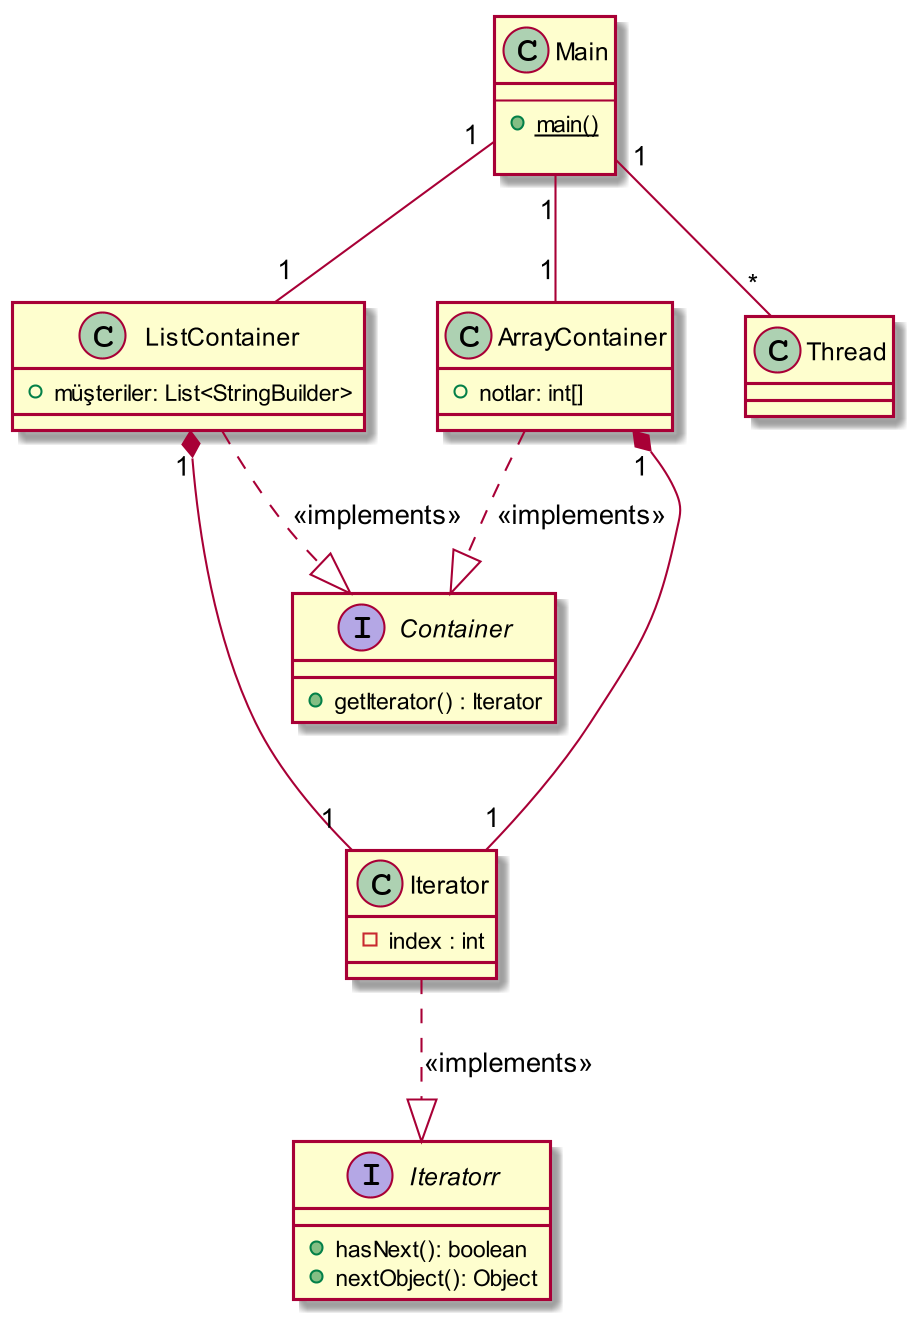 C Main
main()
1
1
1
1
1
*
C ListContainer
müşteriler: List<StringBuilder>
C ArrayContainer
notlar: int[]
C Thread
1
1
«implements»
«implements»
I Container
getIterator() : Iterator
1
1
C Iterator
index : int
«implements»
I Iteratorr
hasNext(): boolean
nextObject(): Object